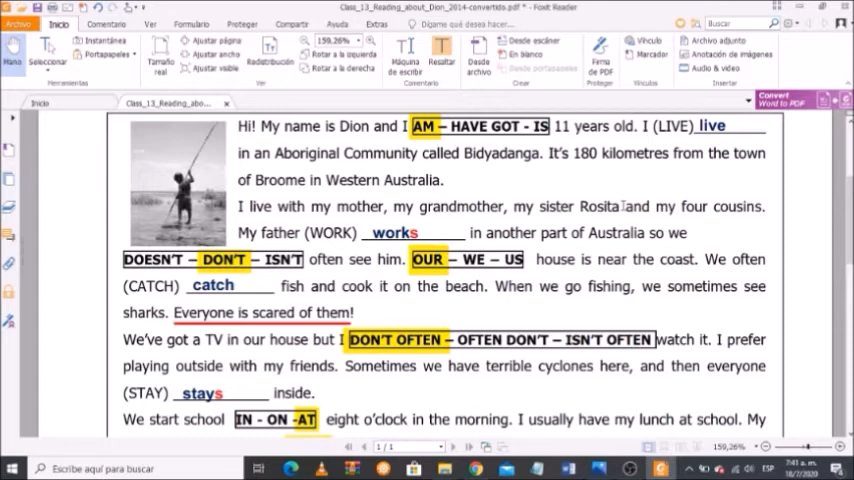 Class_13_Reading_about_Dion_2014-convertido.pdf * - Foxit Reader
Archivo Inicio Comentario Ver Formulario Proteger Compartir Ayuda Extras Dígame qué desea hacer... Buscar
Mano
Seleccionar
Instantánea
Portapapeles
Herramientas
Tamaño real
Ajustar página
Ajustar ancho
Ajustar visible
Redistribución
159,26%
Rotar a la izquierda
Rotar a la derecha
Ver
Máquina de escribir
Resaltar
Comentario
Desde archivo
Desde escáner
En blanco
Desde portapapeles
Crear
Firma de PDF
Proteger
Vínculo
Marcador
Vínculos
Archivo adjunto
Anotación de imágenes
Audio & vídeo
Insertar
Inicio Class_13_Reading_abo... Convert Word to PDF
Hi! My name is Dion and I AM – HAVE GOT - IS 11 years old. I (LIVE) live
in an Aboriginal Community called Bidyadanga. It's 180 kilometres from the town
of Broome in Western Australia.
I live with my mother, my grandmother, my sister Rosita and my four cousins.
My father (WORK) works in another part of Australia so we
DOESN'T – DON'T – ISN'T often see him. OUR – WE – US house is near the coast. We often
(CATCH) catch fish and cook it on the beach. When we go fishing, we sometimes see
sharks. Everyone is scared of them!
We've got a TV in our house but I DON'T OFTEN – OFTEN DON'T – ISN'T OFTEN watch it. I prefer
playing outside with my friends. Sometimes we have terrible cyclones here, and then everyone
(STAY) stays inside.
We start school IN - ON -AT eight o'clock in the morning. I usually have my lunch at school. My
1 / 1 159,26%
Escribe aquí para buscar ESP 7:41 a. m.
18/7/2020